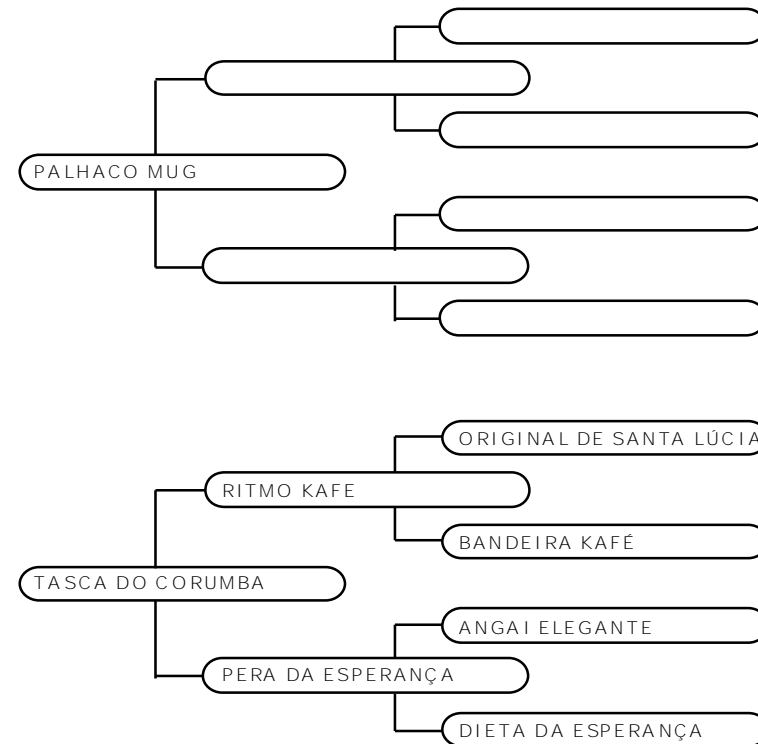 PALHACO MUG
ORIGINAL DE SANTA LÚCIA
RITMO KAFE
BANDEIRA KAFÉ
TASCA DO CORUMBA
ANGAI ELEGANTE
PERA DA ESPERANÇA
DIETA DA ESPERANÇA